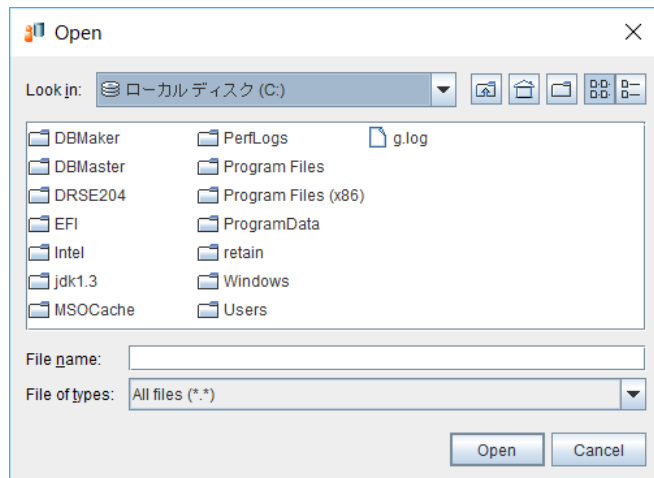 Open
Look in: ローカル ディスク (C:)
DBMaker PerfLogs g.log
DBMaster Program Files
DRSE204 Program Files (x86)
EFI ProgramData
Intel retain
jdk1.3 Windows
MSOCache Users
File name:
File of types: All files (*.*)
Open Cancel